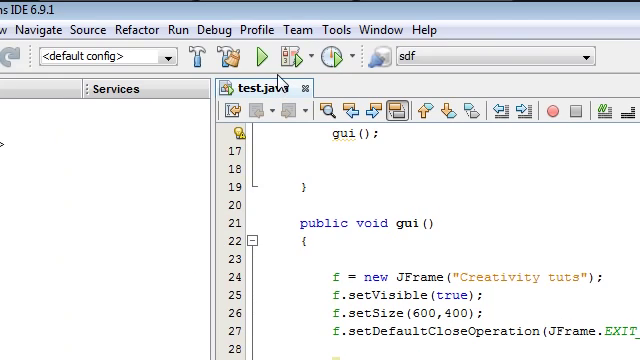 ns IDE 6.9.1
w Navigate Source Refactor Run Debug Profile Team Tools Window Help
<default config>
sdf
Services
test.java
gui();
17
18
19 }
20
21 public void gui()
22 {
23
24 f = new JFrame("Creativity tuts");
25 f.setVisible(true);
26 f.setSize(600,400);
27 f.setDefaultCloseOperation(JFrame.EXIT_
28